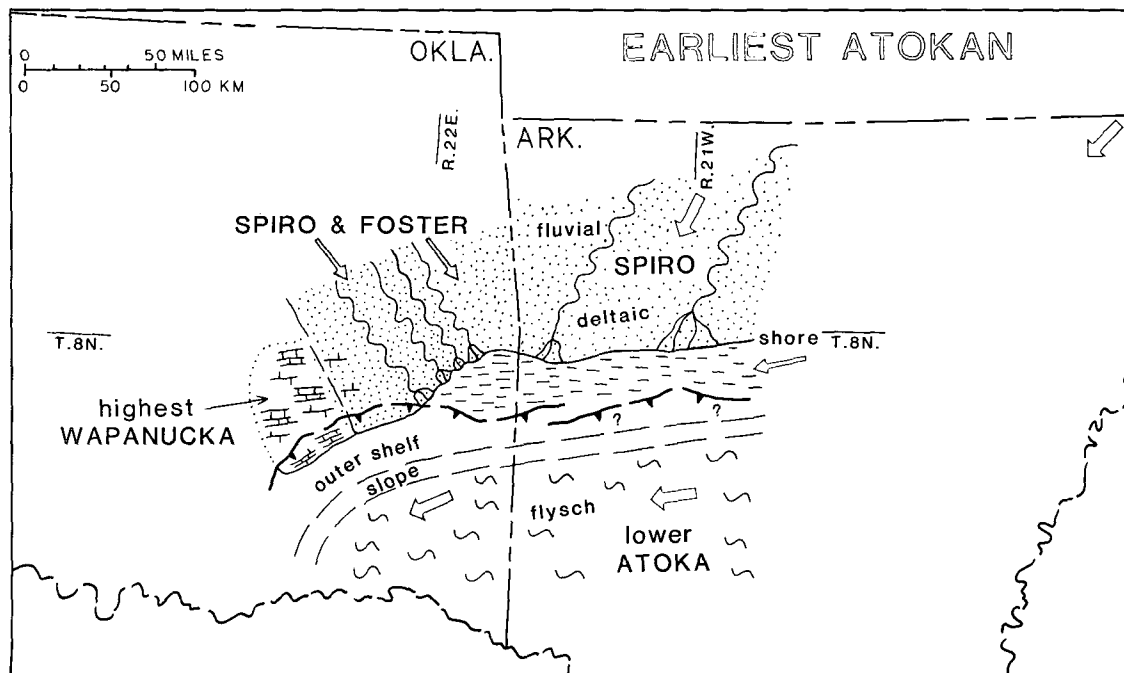 EARLIEST ATOKAN
OKLA.
0 50 MILES
0 50 100 KM
ARK.
R.22E.
R.21W.
SPIRO & FOSTER
fluvial
SPIRO
deltaic
shore
T.8N.
T.8N.
highest
WAPANUCKA
?
?
outer shelf
slope
flysch
lower
ATOKA